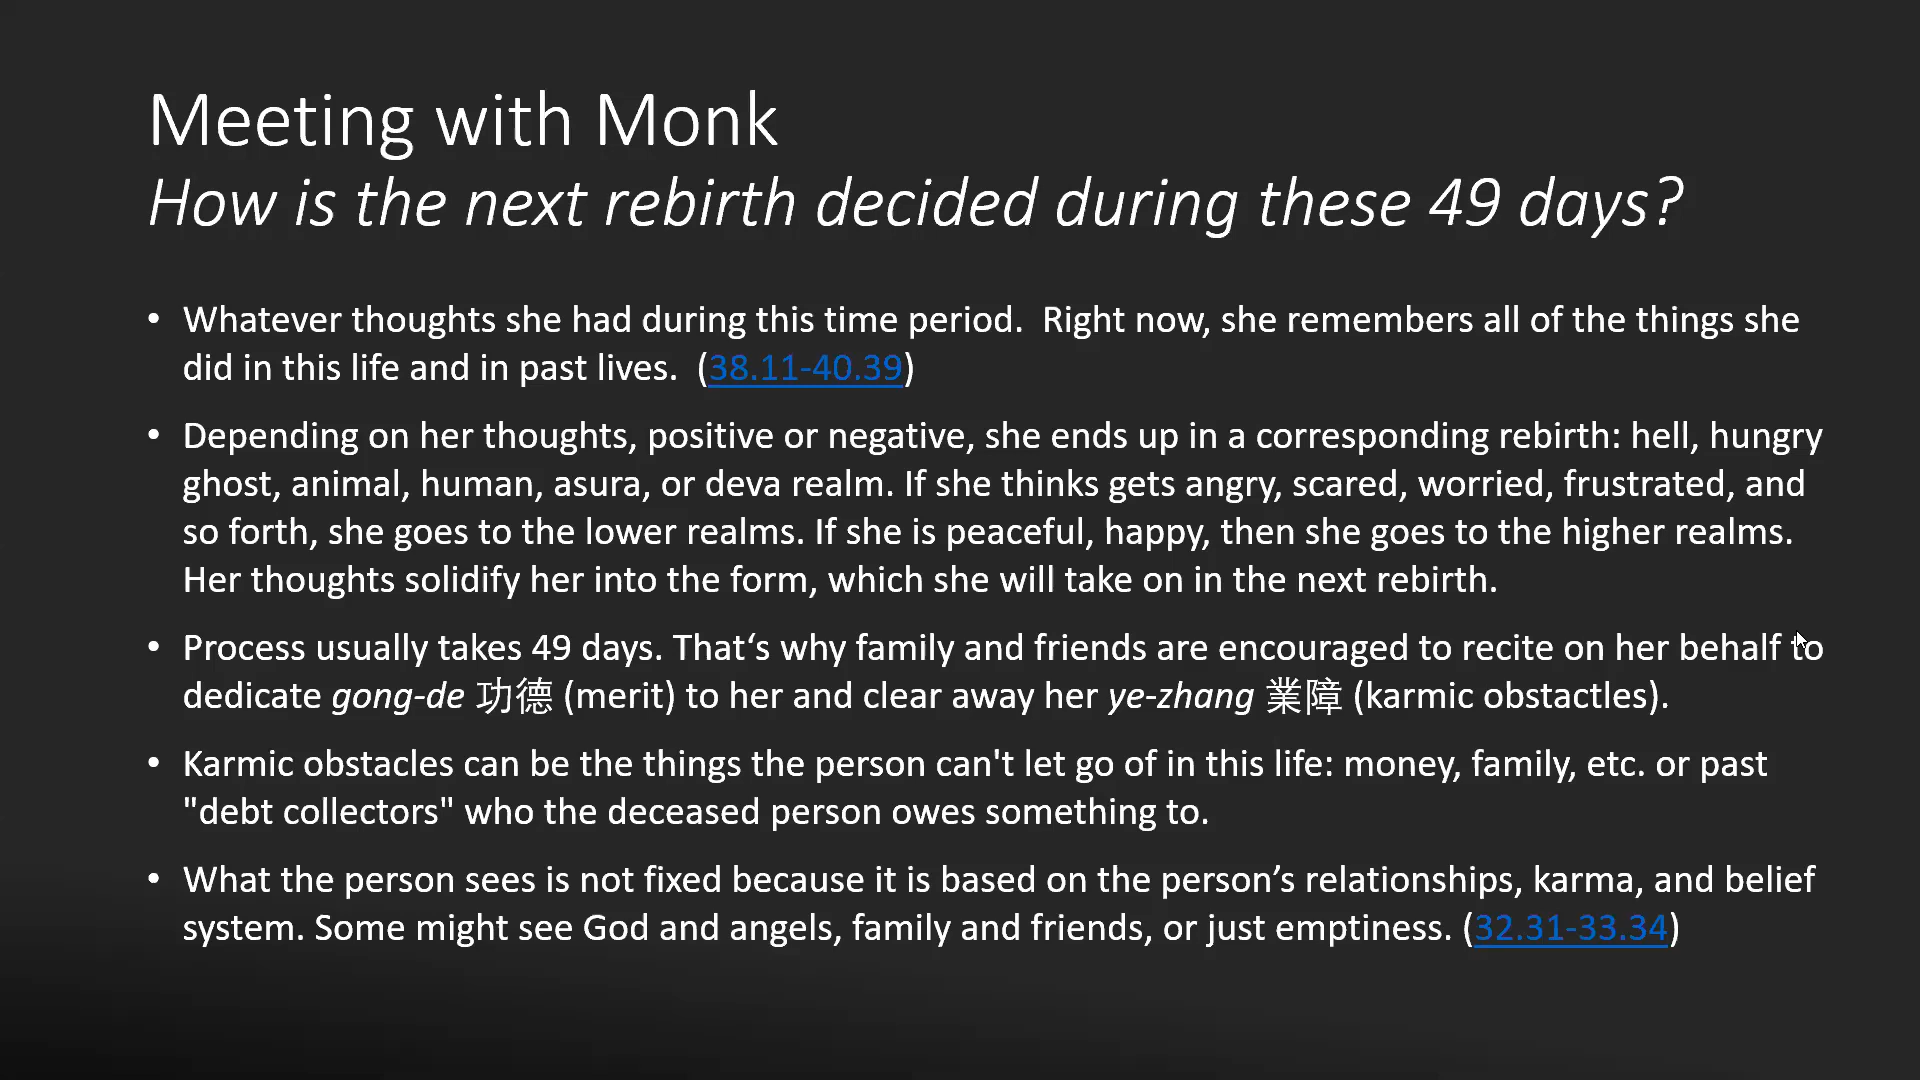 Meeting with Monk
How is the next rebirth decided during these 49 days?
• Whatever thoughts she had during this time period.  Right now, she remembers all of the things she
did in this life and in past lives.  (38.11-40.39)
• Depending on her thoughts, positive or negative, she ends up in a corresponding rebirth: hell, hungry
ghost, animal, human, asura, or deva realm. If she thinks gets angry, scared, worried, frustrated, and
so forth, she goes to the lower realms. If she is peaceful, happy, then she goes to the higher realms.
Her thoughts solidify her into the form, which she will take on in the next rebirth.
• Process usually takes 49 days. That‘s why family and friends are encouraged to recite on her behalf to
dedicate gong-de 功德 (merit) to her and clear away her ye-zhang 業障 (karmic obstactles).
• Karmic obstacles can be the things the person can't let go of in this life: money, family, etc. or past
"debt collectors" who the deceased person owes something to.
• What the person sees is not fixed because it is based on the person’s relationships, karma, and belief
system. Some might see God and angels, family and friends, or just emptiness. (32.31-33.34)